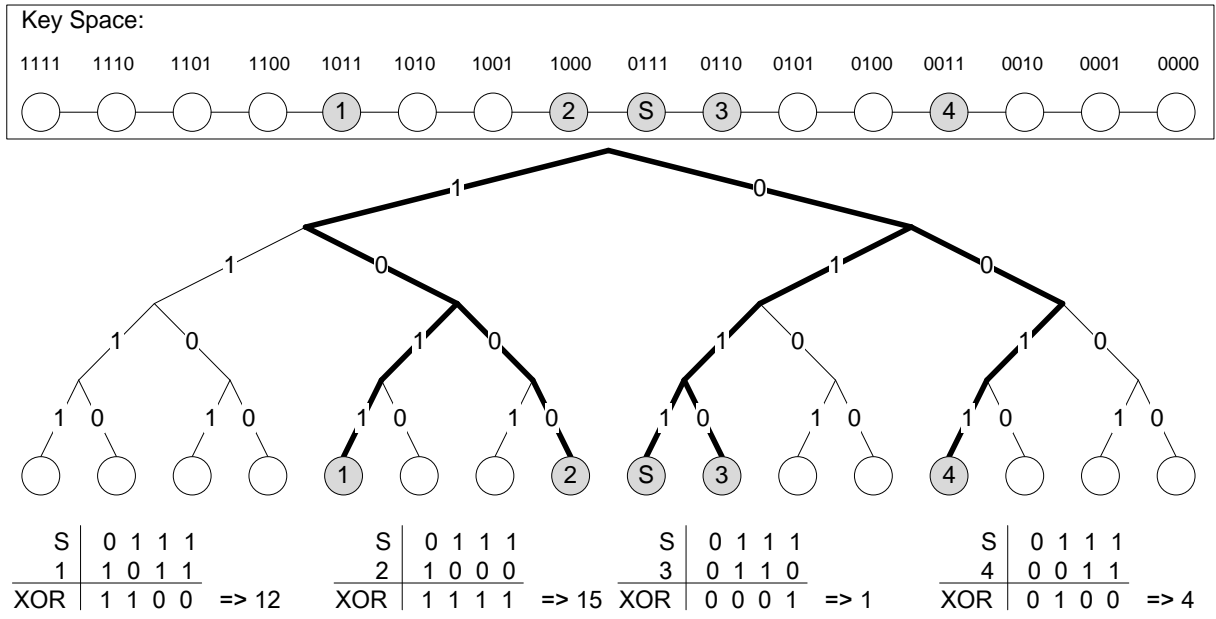 Key Space:
1111 1110 1101 1100 1011 1010 1001 1000 0111 0110 0101 0100 0011 0010 0001 0000
1 2 S 3 4
1 0
1 0 1 0
1 0 1 0 1 0 1 0
1 0 1 0 1 0 1 0 1 0 1 0 1 0 1 0
1 2 S 3 4
S 0 1 1 1 S 0 1 1 1 S 0 1 1 1 S 0 1 1 1
1 1 0 1 1 2 1 0 0 0 3 0 1 1 0 4 0 0 1 1
XOR 1 1 0 0 => 12 XOR 1 1 1 1 => 15 XOR 0 0 0 1 => 1 XOR 0 1 0 0 => 4